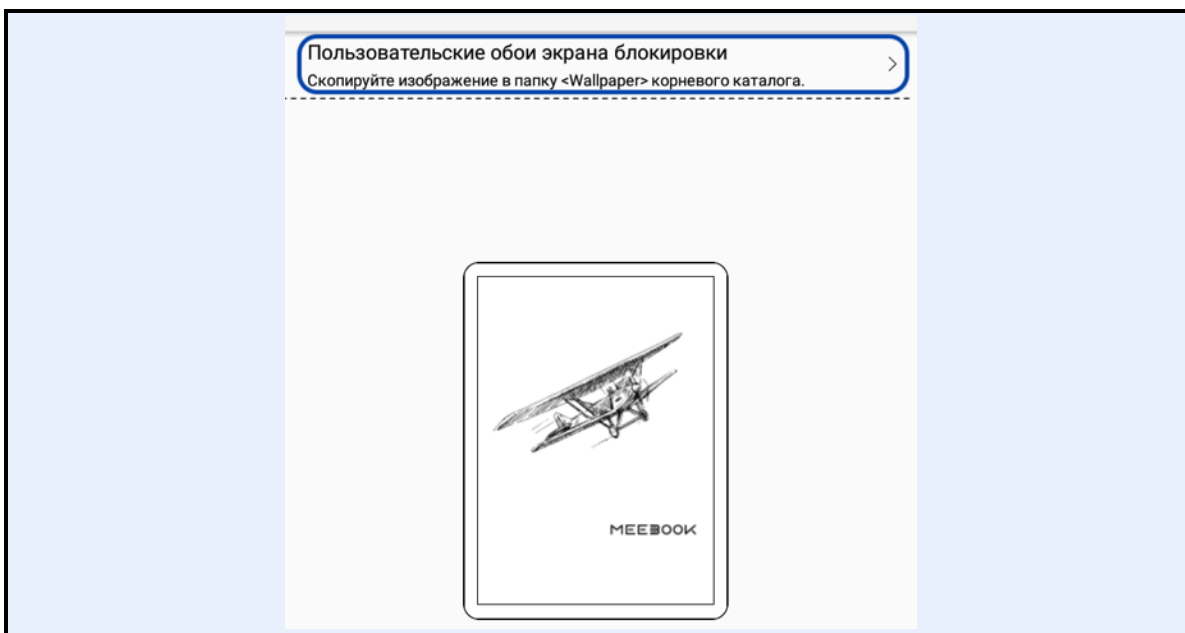 Пользовательские обои экрана блокировки
Скопируйте изображение в папку <Wallpaper> корневого каталога.
MEEBOOK